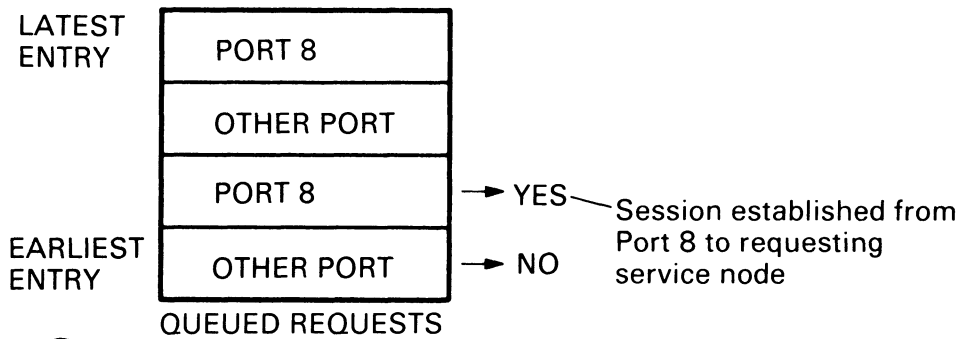 LATEST
ENTRY
PORT 8
OTHER PORT
PORT 8
YES
Session established from
Port 8 to requesting
service node
EARLIEST
ENTRY
OTHER PORT
NO
QUEUED REQUESTS